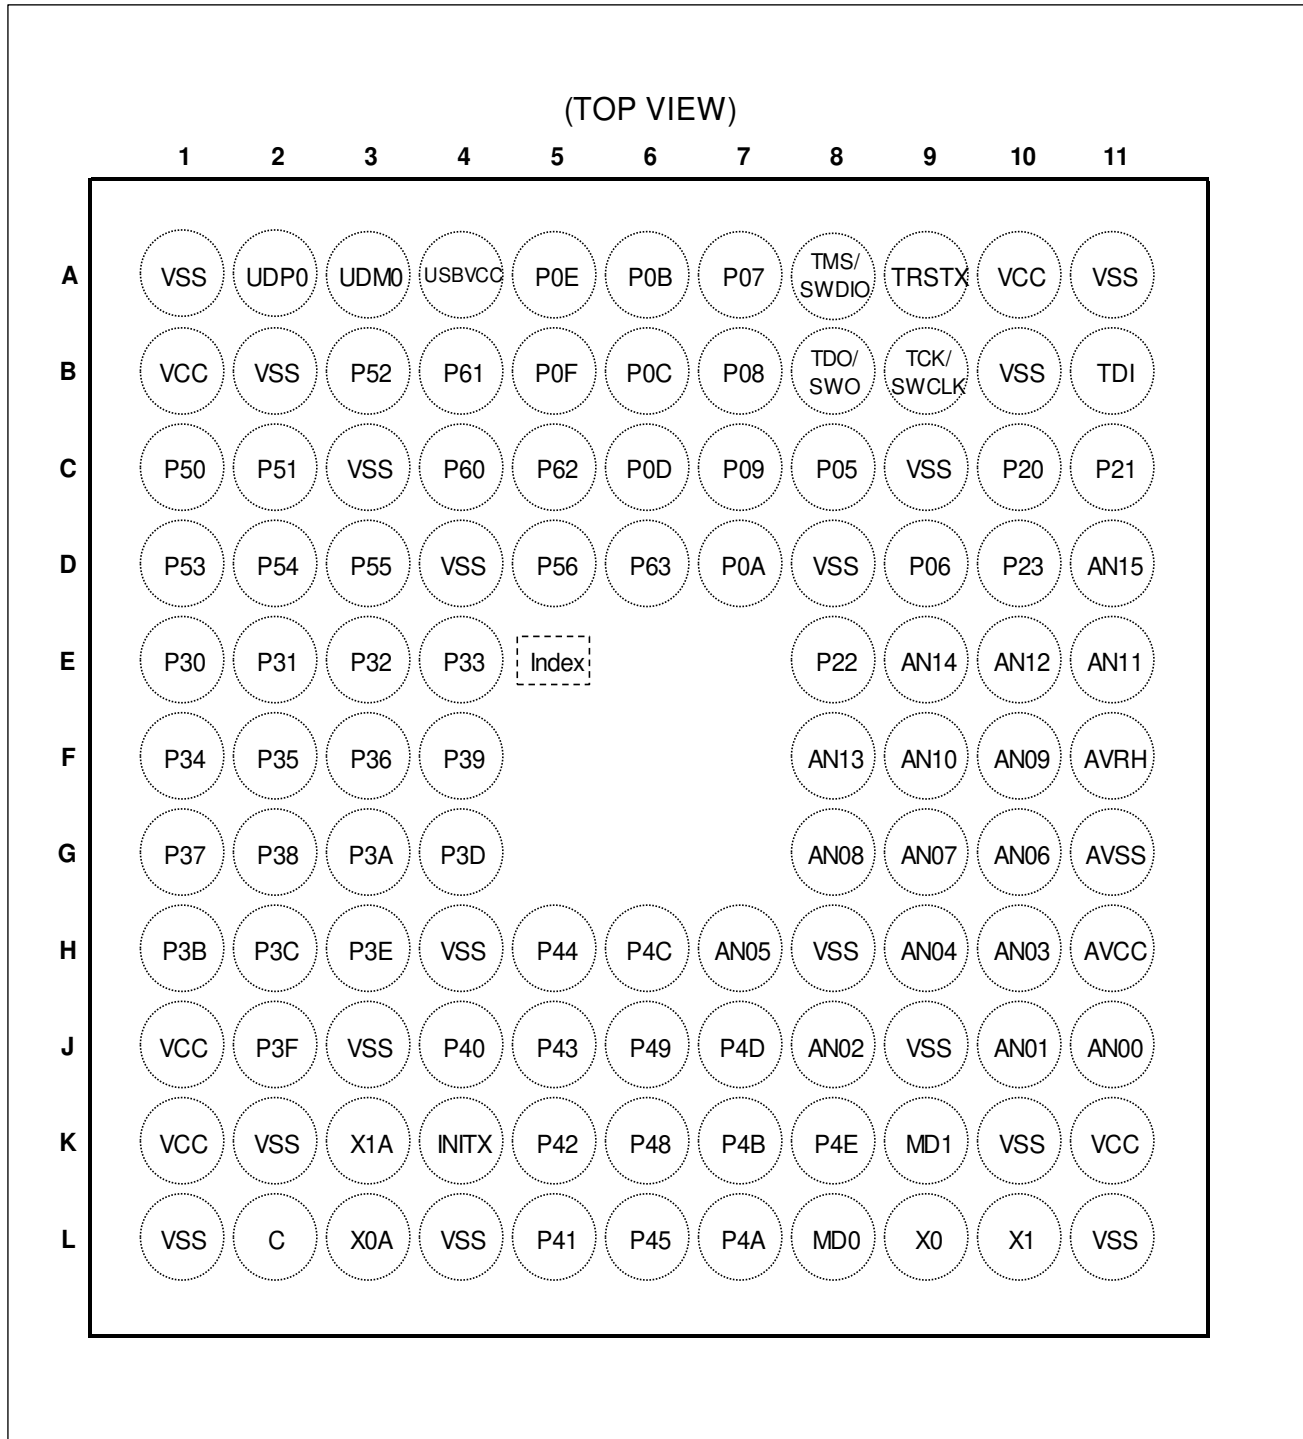 (TOP VIEW)
1 2 3 4 5 6 7 8 9 10 11
A VSS UDP0 UDM0 USBVCC P0E P0B P07 TMS/ SWDIO TRSTX VCC VSS
B VCC VSS P52 P61 P0F P0C P08 TDO/ SWO TCK/ SWCLK VSS TDI
C P50 P51 VSS P60 P62 P0D P09 P05 VSS P20 P21
D P53 P54 P55 VSS P56 P63 P0A VSS P06 P23 AN15
E P30 P31 P32 P33 Index P22 AN14 AN12 AN11
F P34 P35 P36 P39 AN13 AN10 AN09 AVRH
G P37 P38 P3A P3D AN08 AN07 AN06 AVSS
H P3B P3C P3E VSS P44 P4C AN05 VSS AN04 AN03 AVCC
J VCC P3F VSS P40 P43 P49 P4D AN02 VSS AN01 AN00
K VCC VSS X1A INITX P42 P48 P4B P4E MD1 VSS VCC
L VSS C X0A VSS P41 P45 P4A MD0 X0 X1 VSS